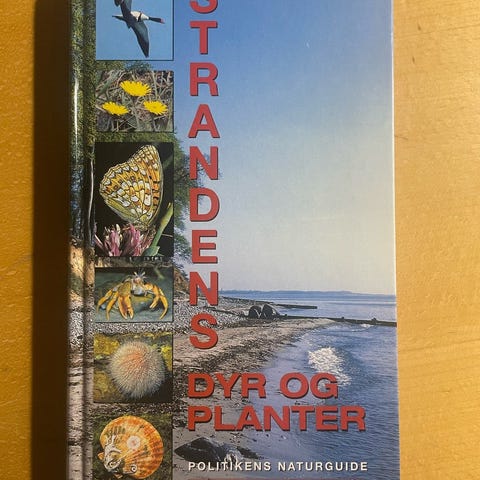 STRANDENS
DYR OG
PLANTER
POLITIKENS NATURGUIDE